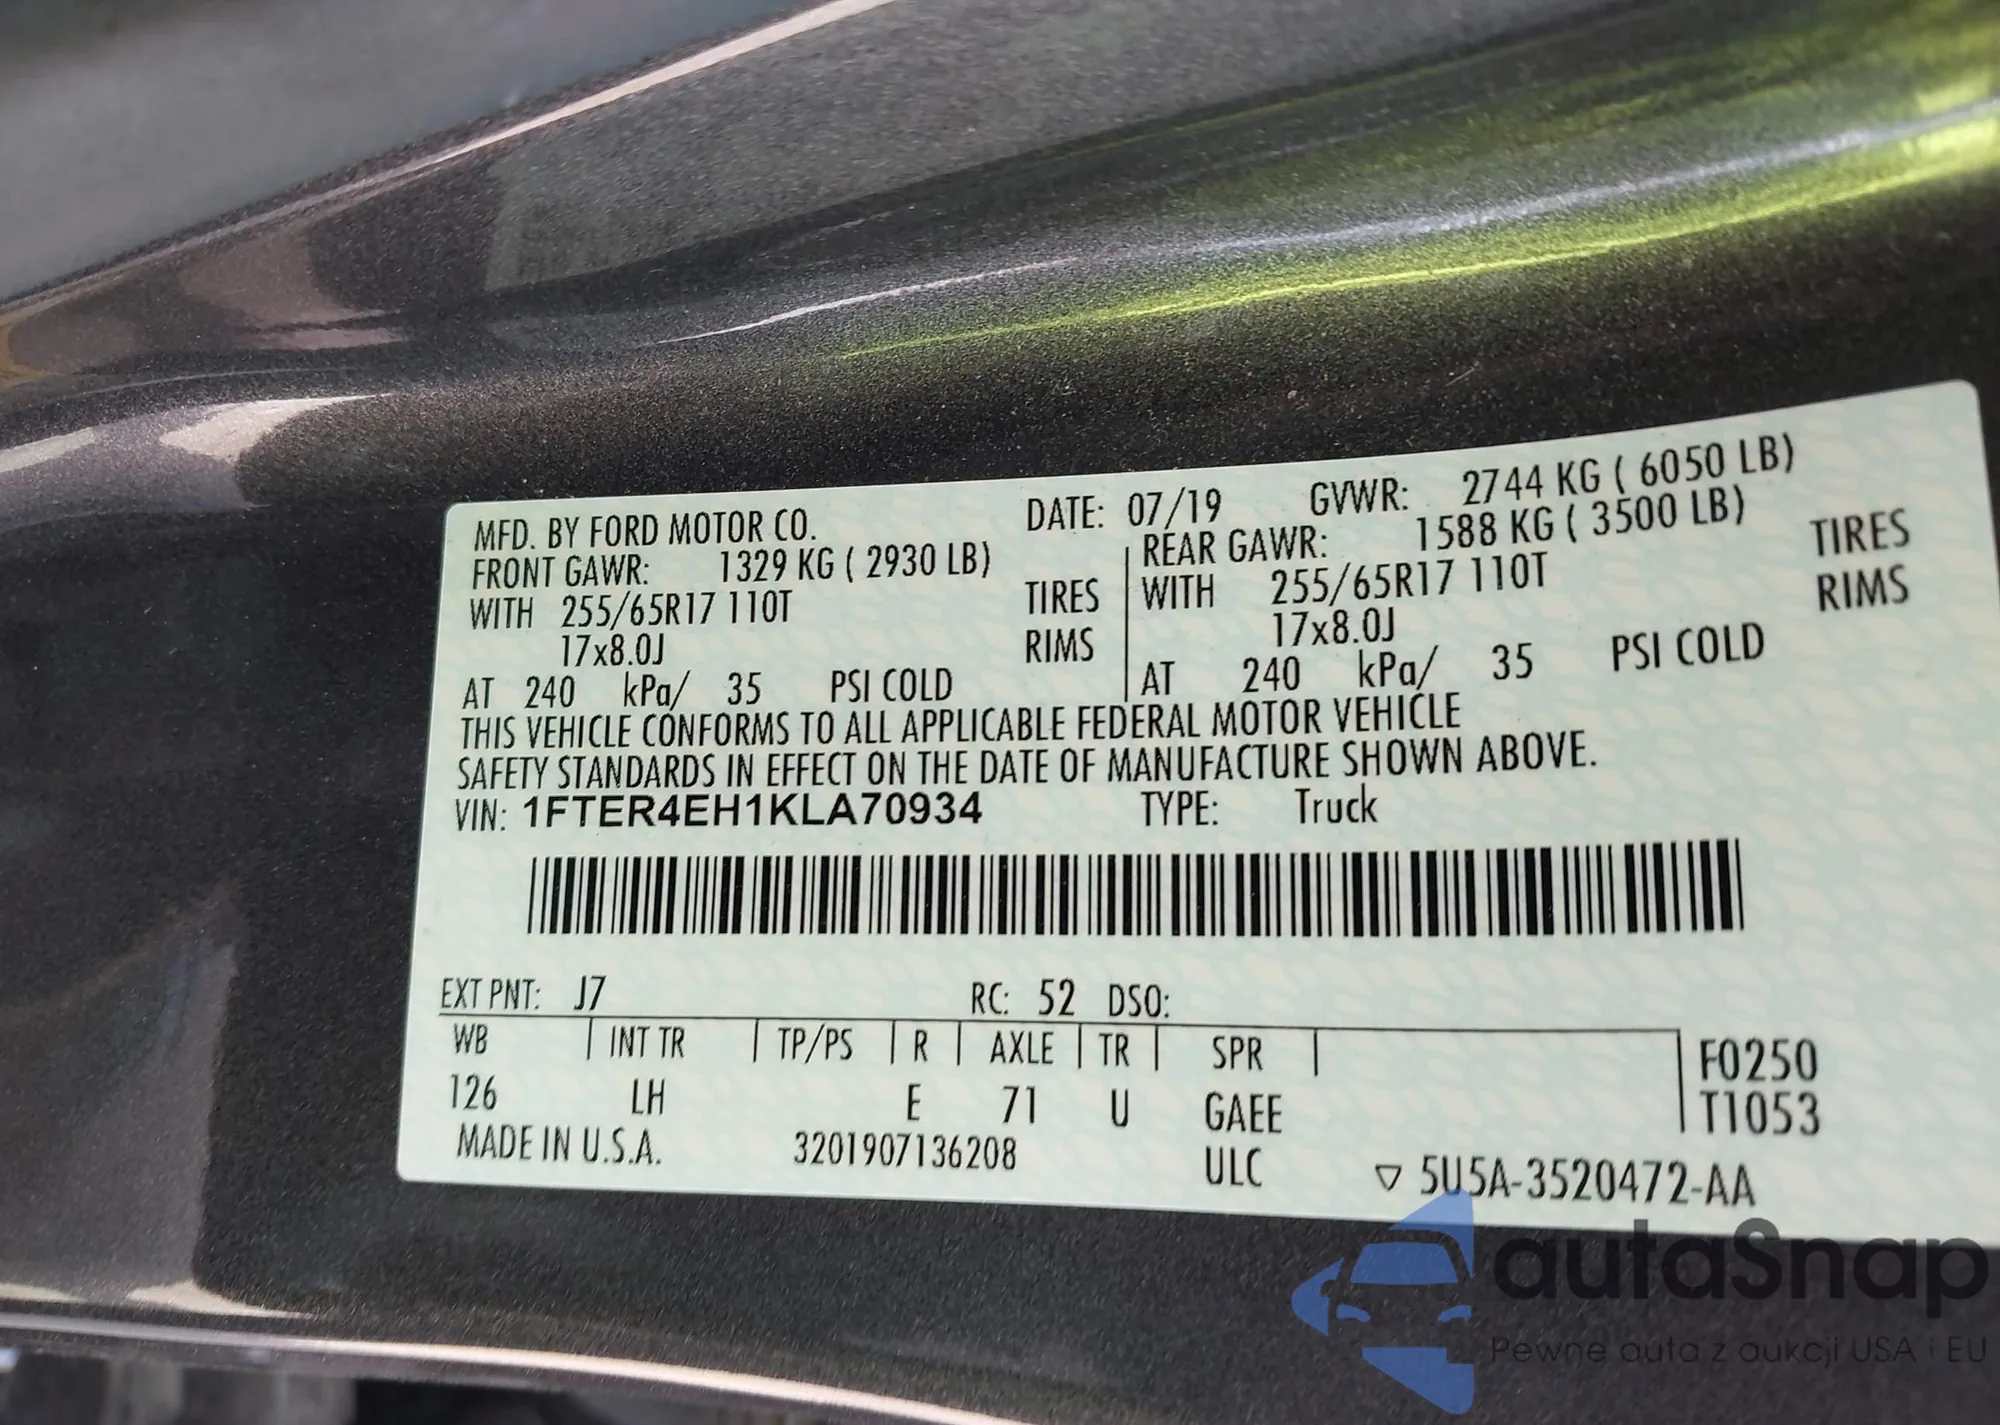 MFD. BY FORD MOTOR CO. DATE: 07/19 GVWR: 2744 KG ( 6050 LB)
FRONT GAWR: 1329 KG ( 2930 LB) REAR GAWR: 1588 KG ( 3500 LB)
WITH 255/65R17 110T TIRES WITH 255/65R17 110T TIRES
17x8.0J RIMS 17x8.0J RIMS
AT 240 kPa/ 35 PSI COLD AT 240 kPa/ 35 PSI COLD
THIS VEHICLE CONFORMS TO ALL APPLICABLE FEDERAL MOTOR VEHICLE
SAFETY STANDARDS IN EFFECT ON THE DATE OF MANUFACTURE SHOWN ABOVE.
VIN: 1FTER4EH1KLA70934 TYPE: Truck
EXT PNT: J7 RC: 52 DSO:
WB INT TR TP/PS R AXLE TR SPR F0250
126 LH E 71 U GAEE T1053
MADE IN U.S.A. 3201907136208 ULC ▽ 5U5A-3520472-AA
autaSnap
Pewne auta z aukcji USA i EU